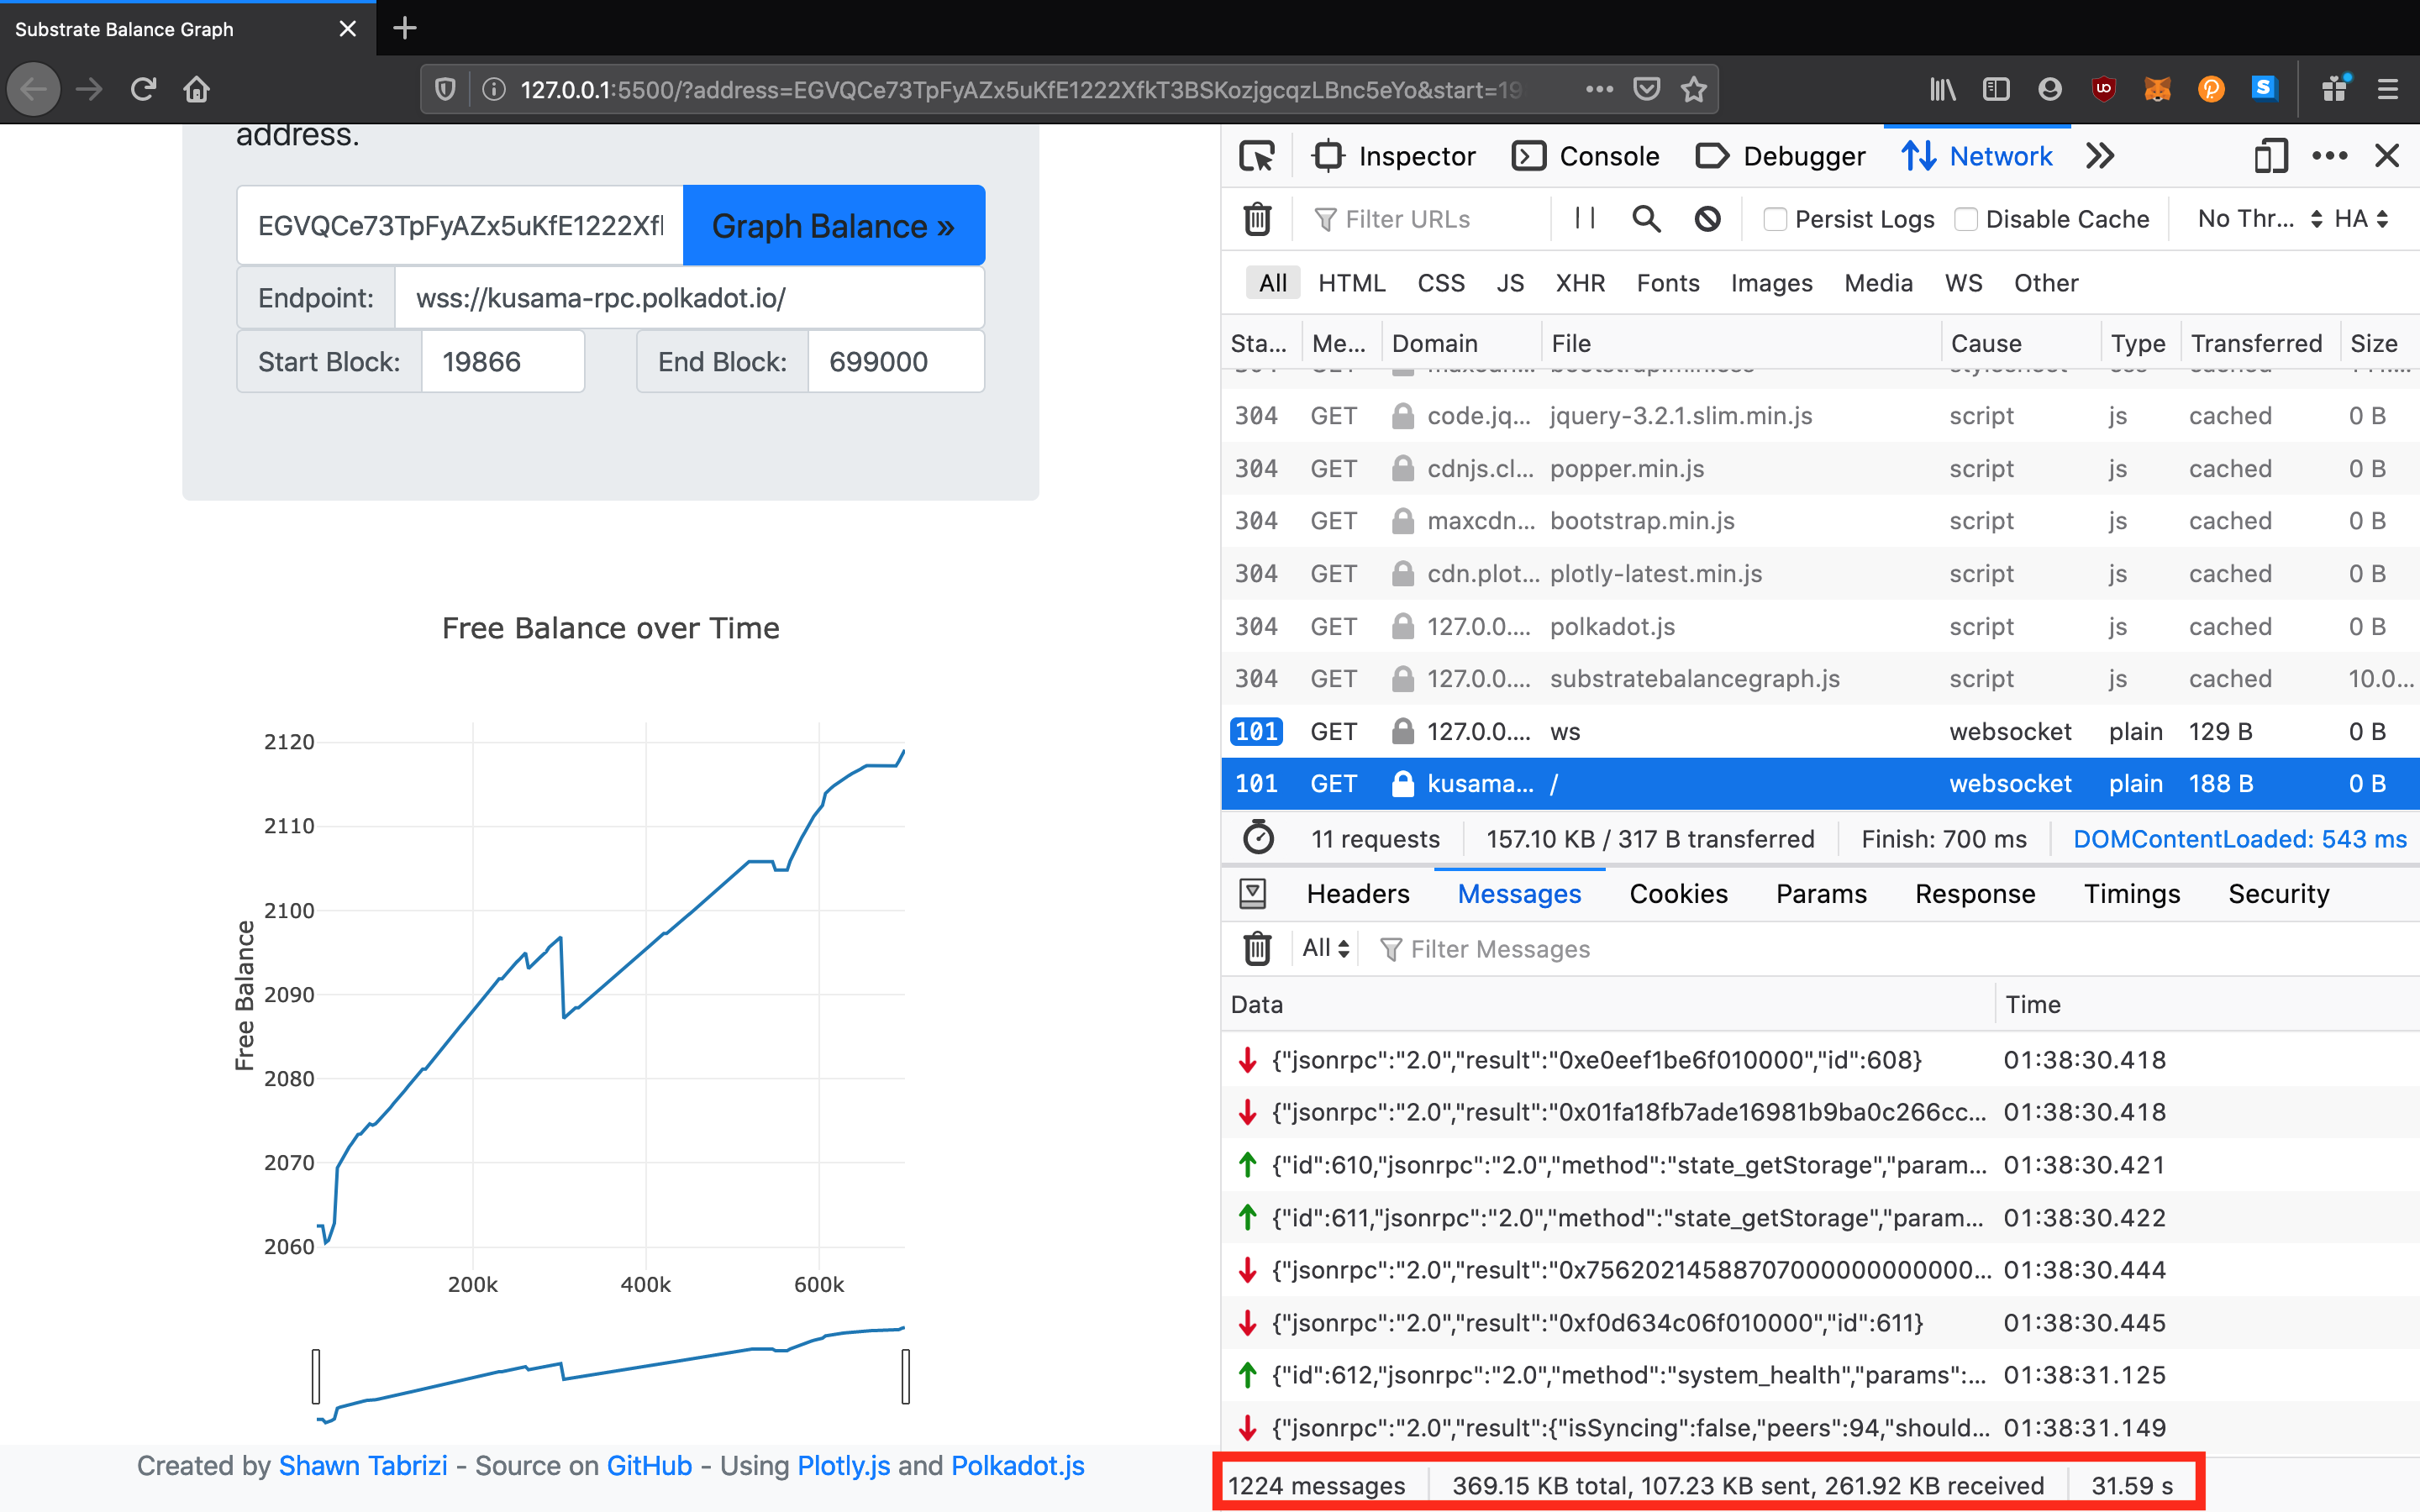 Substrate Balance Graph
127.0.0.1:5500/?address=EGVQCe73TpFyAZx5uKfE1222XfkT3BSKozjgcqzLBnc5eYo&start=19
address.
EGVQCe73TpFyAZx5uKfE1222Xf
Graph Balance »
Endpoint: wss://kusama-rpc.polkadot.io/
Start Block: 19866 End Block: 699000
Free Balance over Time
2120
2110
2100
2090
2080
2070
2060
Free Balance
200k 400k 600k
Created by Shawn Tabrizi - Source on GitHub - Using Plotly.js and Polkadot.js
Inspector Console Debugger Network
Filter URLs Persist Logs Disable Cache No Thr... HA
All HTML CSS JS XHR Fonts Images Media WS Other
Sta... Me... Domain File Cause Type Transferred Size
304 GET code.jq... jquery-3.2.1.slim.min.js script js cached 0 B
304 GET cdnjs.cl... popper.min.js script js cached 0 B
304 GET maxcdn... bootstrap.min.js script js cached 0 B
304 GET cdn.plot... plotly-latest.min.js script js cached 0 B
304 GET 127.0.0.... polkadot.js script js cached 0 B
304 GET 127.0.0.... substratebalancegraph.js script js cached 10.0...
101 GET 127.0.0.... ws websocket plain 129 B 0 B
101 GET kusama... / websocket plain 188 B 0 B
11 requests 157.10 KB / 317 B transferred Finish: 700 ms DOMContentLoaded: 543 ms
Headers Messages Cookies Params Response Timings Security
All Filter Messages
Data Time
{"jsonrpc":"2.0","result":"0xe0eef1be6f010000","id":608} 01:38:30.418
{"jsonrpc":"2.0","result":"0x01fa18fb7ade16981b9ba0c266cc... 01:38:30.418
{"id":610,"jsonrpc":"2.0","method":"state_getStorage","param... 01:38:30.421
{"id":611,"jsonrpc":"2.0","method":"state_getStorage","param... 01:38:30.422
{"jsonrpc":"2.0","result":"0x75620214588707000000000000... 01:38:30.444
{"jsonrpc":"2.0","result":"0xf0d634c06f010000","id":611} 01:38:30.445
{"id":612,"jsonrpc":"2.0","method":"system_health","params":... 01:38:31.125
{"jsonrpc":"2.0","result":{"isSyncing":false,"peers":94,"should... 01:38:31.149
1224 messages 369.15 KB total, 107.23 KB sent, 261.92 KB received 31.59 s